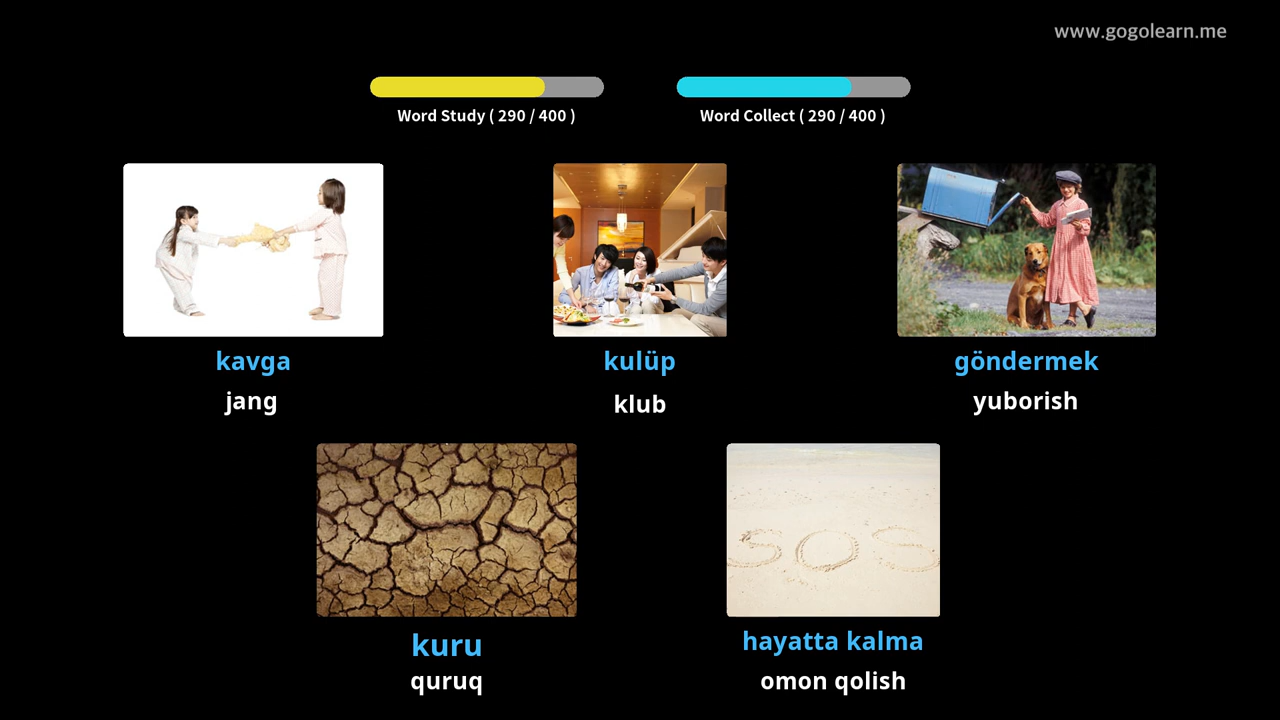 www.gogolearn.me
Word Study ( 290 / 400 )
Word Collect ( 290 / 400 )
kavga
jang
kulüp
klub
göndermek
yuborish
kuru
quruq
hayatta kalma
omon qolish
SOS